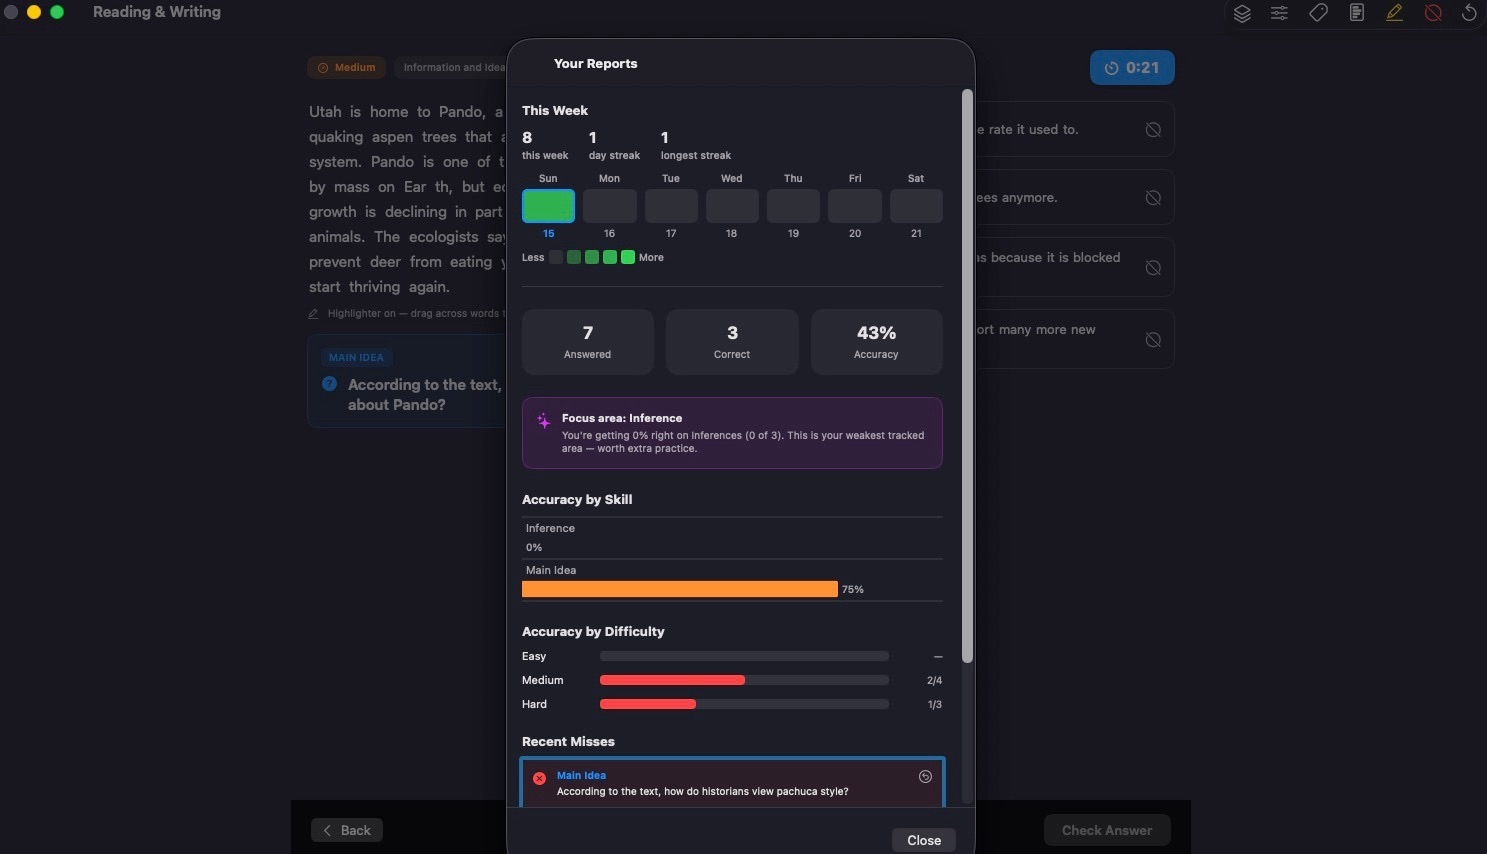 Reading & Writing
Medium
Information and Idea
0:21
Utah is home to Pando, a
quaking aspen trees that a
system. Pando is one of t
by mass on Ear th, but ec
growth is declining in part
animals. The ecologists say
prevent deer from eating y
start thriving again.
Highlighter on — drag across words t
MAIN IDEA
According to the text,
about Pando?
e rate it used to.
ees anymore.
as because it is blocked
ort many more new
Your Reports
This Week
8 1 1
this week day streak longest streak
Sun Mon Tue Wed Thu Fri Sat
15 16 17 18 19 20 21
Less More
7 3 43%
Answered Correct Accuracy
Focus area: Inference
You're getting 0% right on Inferences (0 of 3). This is your weakest tracked
area — worth extra practice.
Accuracy by Skill
Inference
0%
Main Idea
75%
Accuracy by Difficulty
Easy —
Medium 2/4
Hard 1/3
Recent Misses
Main Idea
According to the text, how do historians view pachuca style?
Back
Close
Check Answer